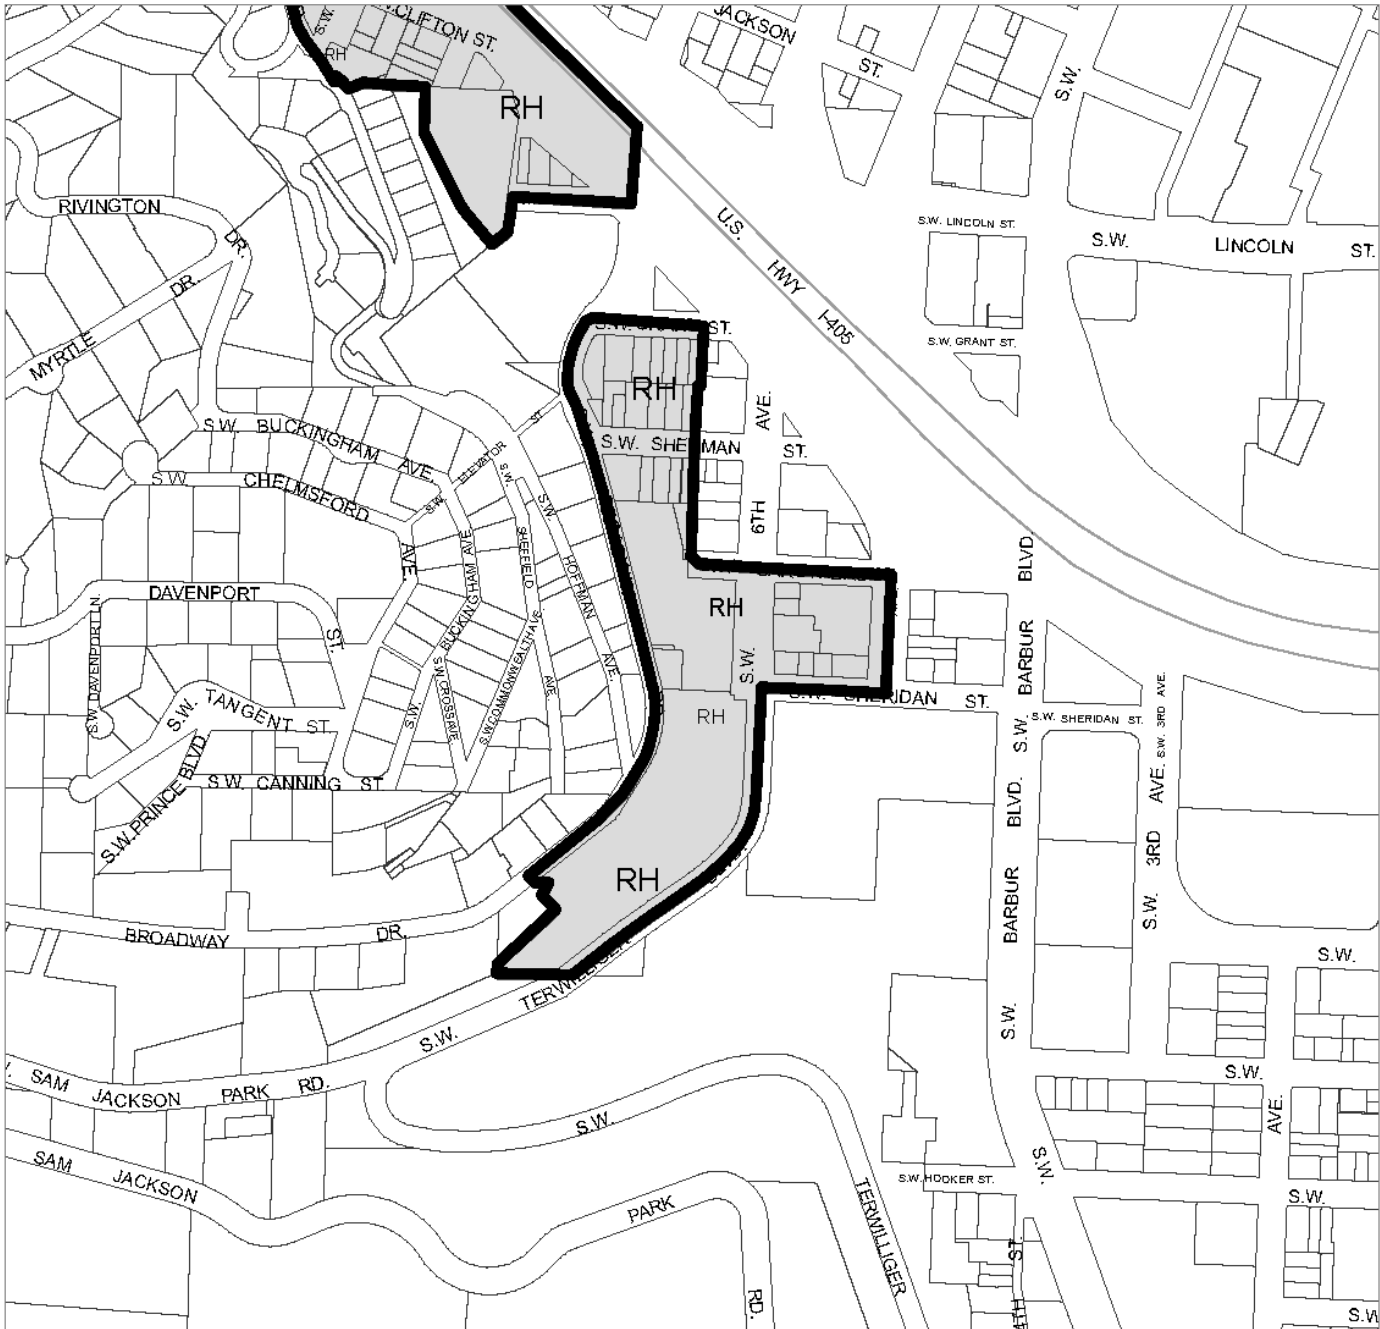 S.W.
CLIFTON ST.
JACKSON
ST.
RH
RH
S.W.
RIVINGTON
DR.
U.S.
HWY
I-405
S.W. LINCOLN ST.
S.W. LINCOLN ST.
MYRTLE DR.
ST.
S.W. GRANT ST.
RH
AVE.
S.W. BUCKINGHAM AVE.
S.W. SHERMAN ST.
ST.
ELEVATOR
S.W.
S.W. CHELMSFORD
AVE.
S.W.
S.W.
HOFFMAN
AVE.
SHEFFIELD
AVE
6TH
BLVD.
BARBUR
S.W.
DAVENPORT
ST.
S.W. DAVENPORT LN.
BUCKINGHAM AVE
S.W.
RH
S.W.
S.W. CROSS AVE
S.W. COMMONWEALTH AVE.
S.W. TANGENT ST.
S.W. SHERIDAN ST.
RH
S.W. SHERIDAN ST.
S.W. 3RD AVE.
S.W. PRINCE BLVD
S.W. CANNING ST.
BLVD.
BARBUR
S.W.
AVE.
3RD
S.W.
RH
BROADWAY DR.
S.W.
S.W. TERWILLIGER
SAM JACKSON PARK RD.
S.W.
AVE.
S.W.
S.W.
S.W. HOOKER ST.
SAM JACKSON PARK RD.
TERWILLIGER
S.W.
ST.
S.W.